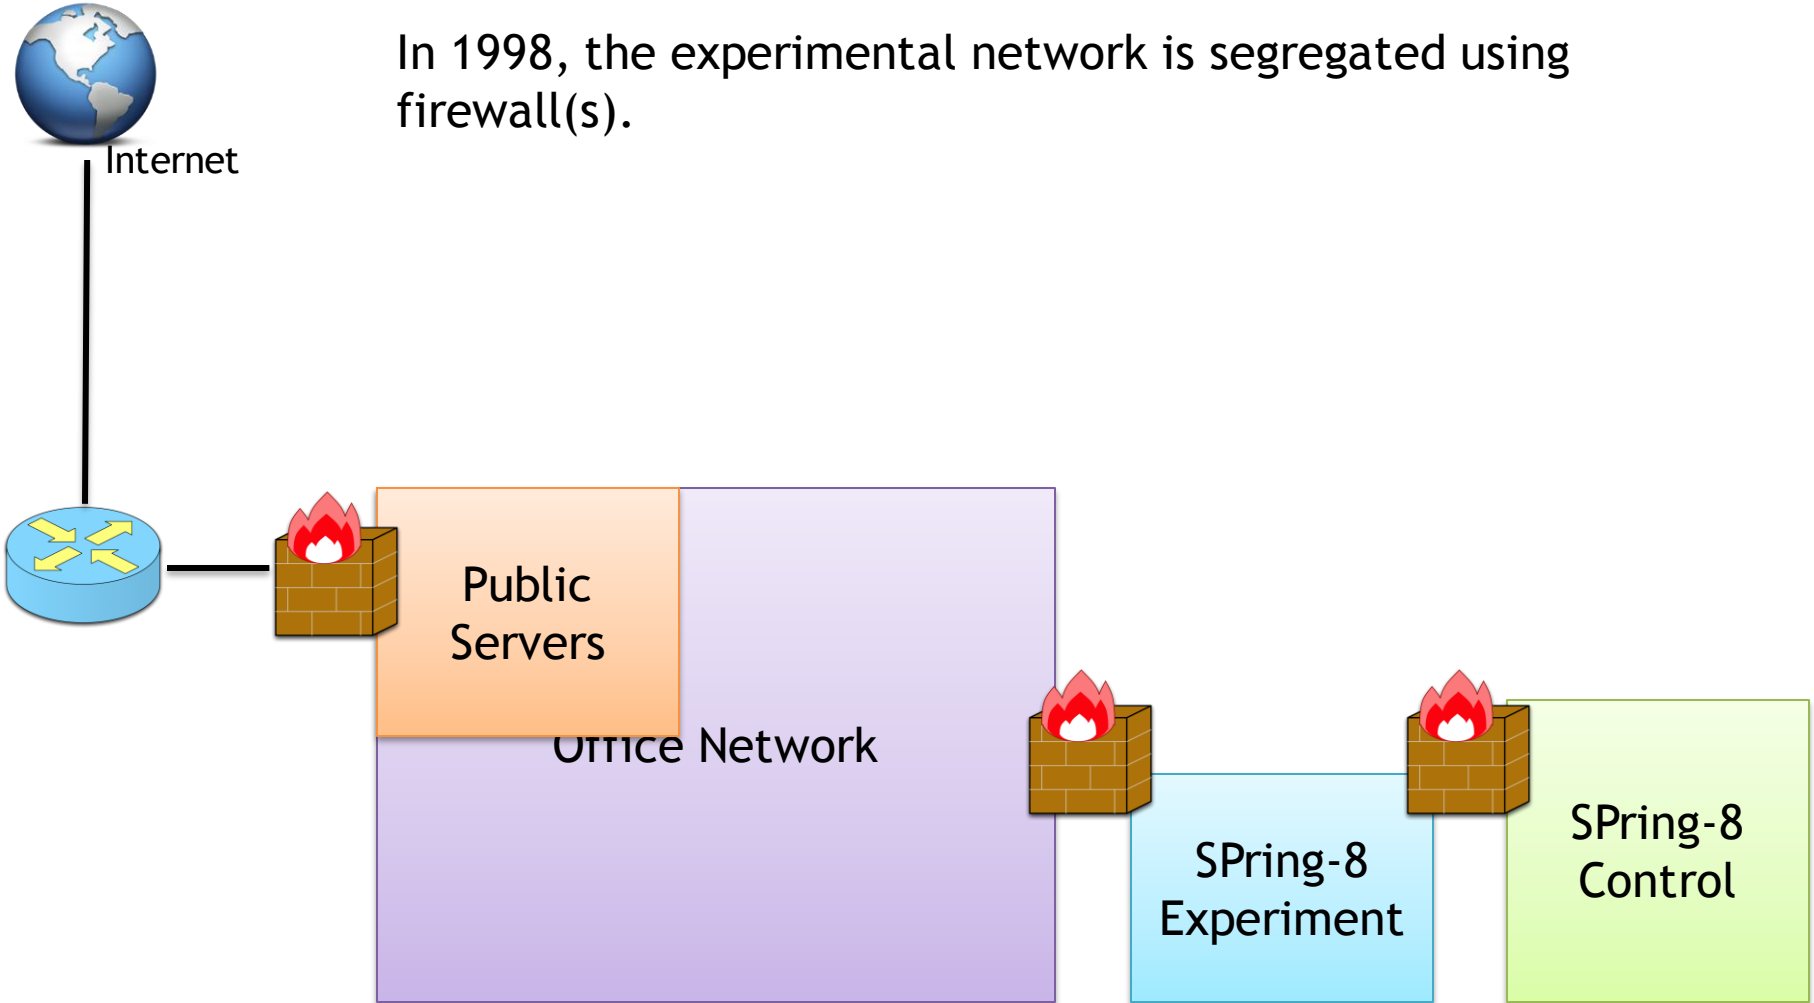 In 1998, the experimental network is segregated using
firewall(s).
Internet
Public
Servers
Office Network
SPring-8
Experiment
SPring-8
Control